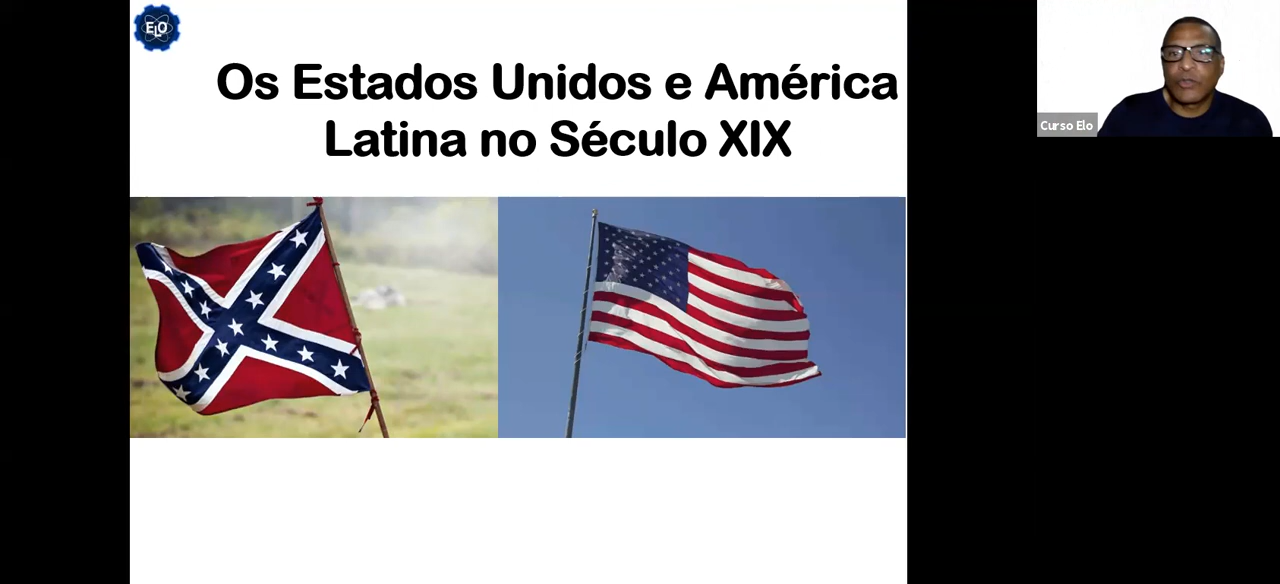 ELO
Os Estados Unidos e América
Latina no Século XIX
Curso Elo